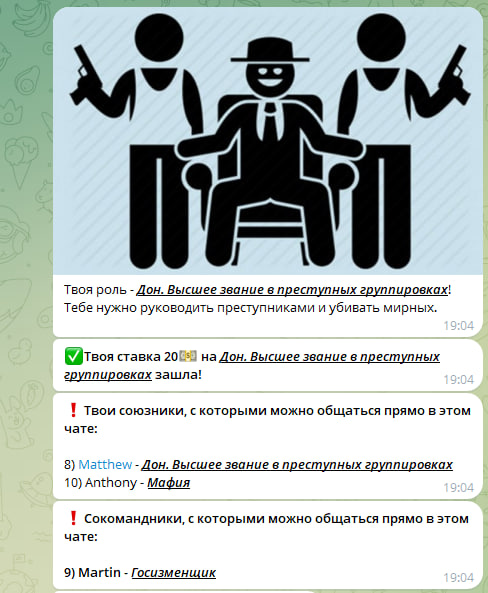 Твоя роль - Дон. Высшее звание в преступных группировках!
Тебе нужно руководить преступниками и убивать мирных.
19:04
✅Твоя ставка 20💵 на Дон. Высшее звание в преступных
группировках зашла!
19:04
❗ Твои союзники, с которыми можно общаться прямо в этом
чате:
8) Matthew - Дон. Высшее звание в преступных группировках
10) Anthony - Мафия
19:04
❗ Сокомандники, с которыми можно общаться прямо в этом
чате:
9) Martin - Госизменщик
19:04